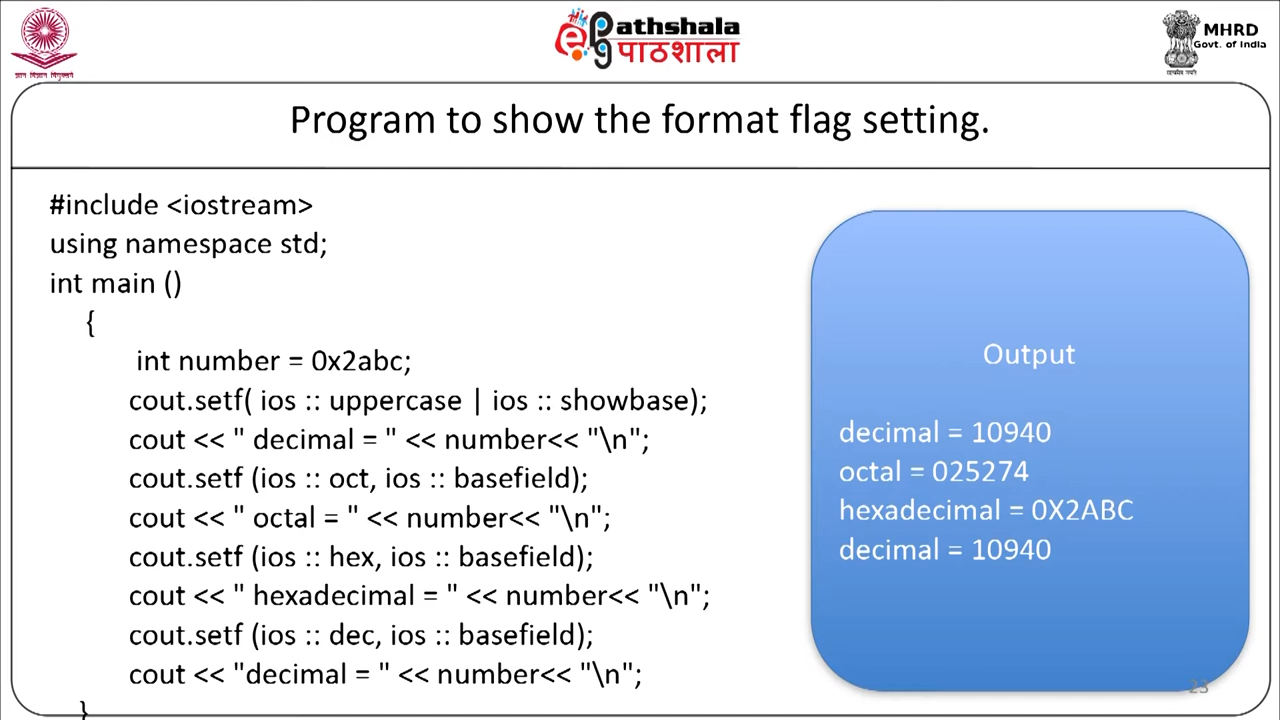 ePathshala
पाठशाला
MHRD
Govt. of India
Program to show the format flag setting.
#include <iostream>
using namespace std;
int main ()
{
int number = 0x2abc;
cout.setf( ios :: uppercase | ios :: showbase);
cout << " decimal = " << number<< "\n";
cout.setf (ios :: oct, ios :: basefield);
cout << " octal = " << number<< "\n";
cout.setf (ios :: hex, ios :: basefield);
cout << " hexadecimal = " << number<< "\n";
cout.setf (ios :: dec, ios :: basefield);
cout << "decimal = " << number<< "\n";
}
Output
decimal = 10940
octal = 025274
hexadecimal = 0X2ABC
decimal = 10940
23